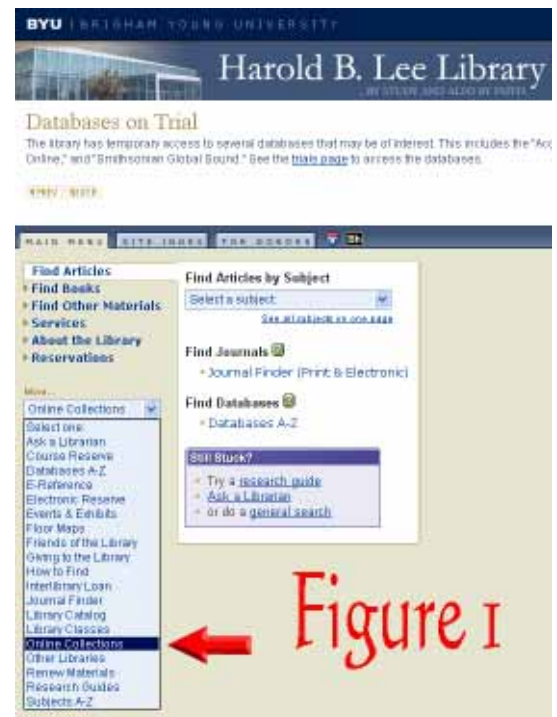 BYU | BRIGHAM YOUNG UNIVERSITY
Harold B. Lee Library
BY STUDY AND ALSO BY FAITH
Databases on Trial
The library has temporary access to several databases that may be of interest. This includes the "Acc
Online," and "Smithsonian Global Sound." See the trials page to access the databases.
MAIN MENU SITE INDEX FOR DONORS
Find Articles
Find Books
Find Other Materials
Services
About the Library
Reservations
More...
Online Collections
Select one:
Ask a Librarian
Course Reserve
Databases A-Z
E-Reference
Electronic Reserve
Events & Exhibits
Floor Maps
Friends of the Library
Giving to the Library
How to Find
Interlibrary Loan
Journal Finder
Library Catalog
Library Classes
Online Collections
Other Libraries
Renew Materials
Research Guides
Subjects A-Z
Find Articles by Subject
Select a subject
See all subjects on one page
Find Journals
Journal Finder (Print & Electronic)
Find Databases
Databases A-Z
Still Stuck?
Try a research guide
Ask a Librarian
or do a general search
Figure 1